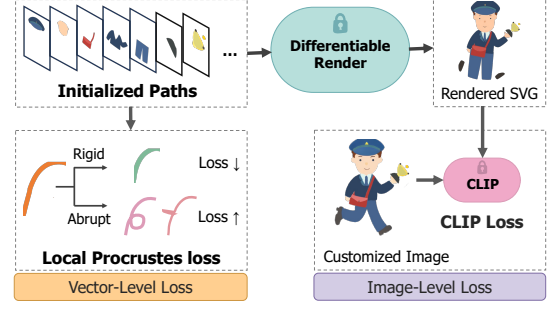 ...
Initialized Paths
Differentiable
Render
Rendered SVG
Rigid
Loss ↓
Abrupt
Loss ↑
Local Procrustes loss
Vector-Level Loss
CLIP
CLIP Loss
Customized Image
Image-Level Loss